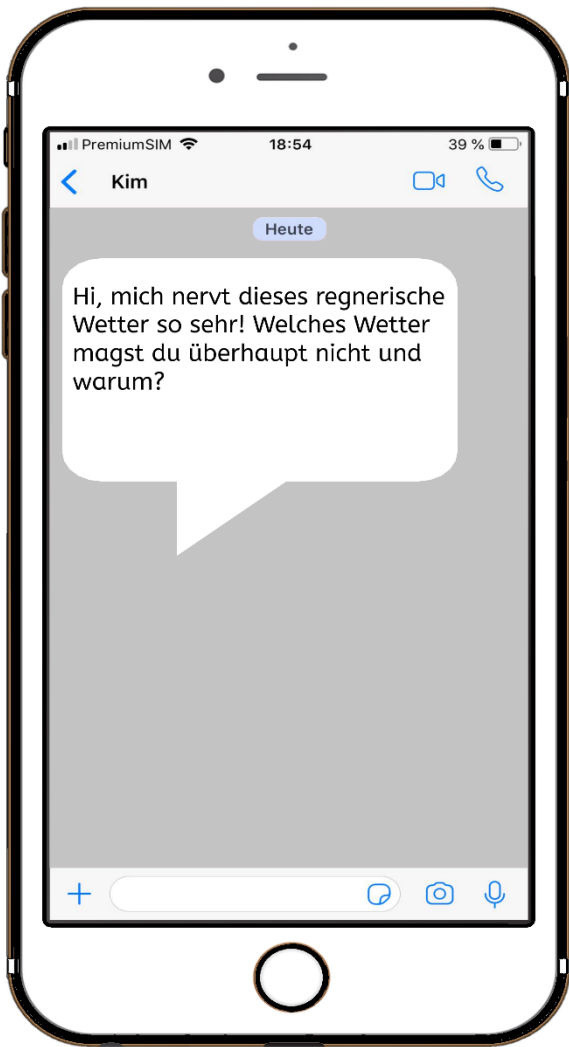 PremiumSIM 18:54 39 %
Kim
Heute
Hi, mich nervt dieses regnerische
Wetter so sehr! Welches Wetter
magst du überhaupt nicht und
warum?